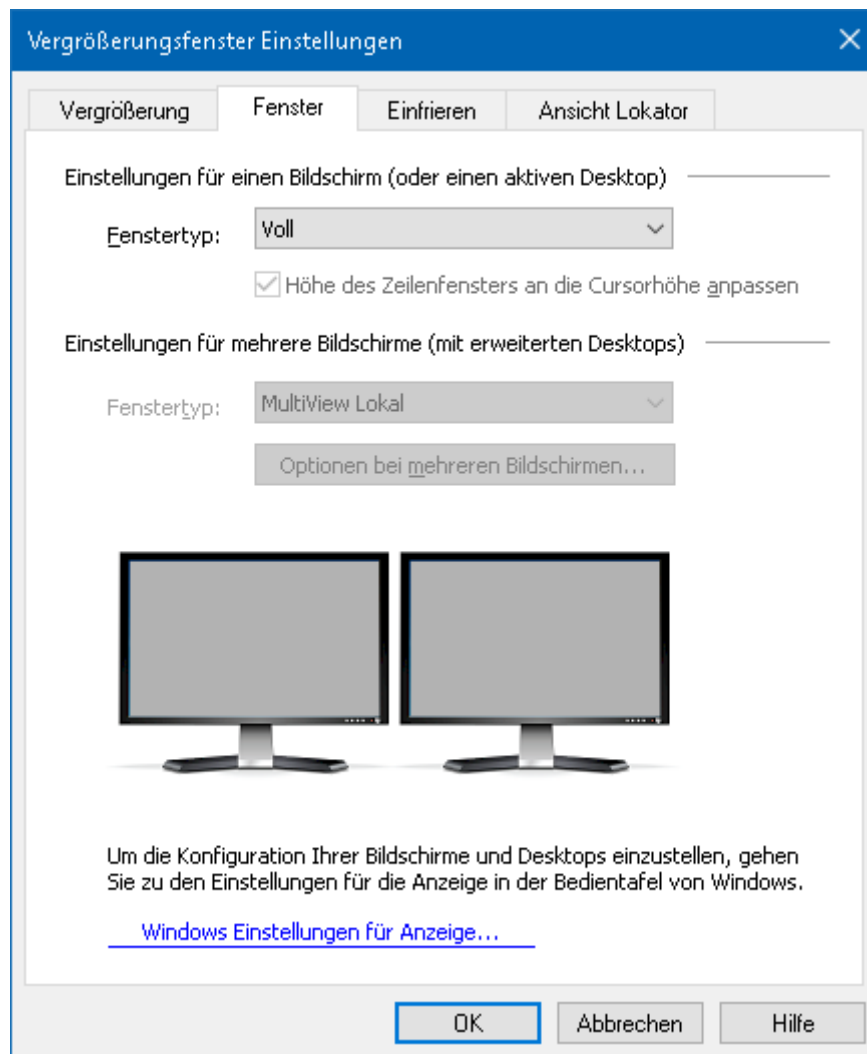 Vergrößerungsfenster Einstellungen
Vergrößerung Fenster Einfrieren Ansicht Lokator
Einstellungen für einen Bildschirm (oder einen aktiven Desktop)
Fenstertyp: Voll
Höhe des Zeilenfensters an die Cursorhöhe anpassen
Einstellungen für mehrere Bildschirme (mit erweiterten Desktops)
Fenstertyp: MultiView Lokal
Optionen bei mehreren Bildschirmen...
Um die Konfiguration Ihrer Bildschirme und Desktops einzustellen, gehen
Sie zu den Einstellungen für die Anzeige in der Bedientafel von Windows.
Windows Einstellungen für Anzeige...
OK Abbrechen Hilfe